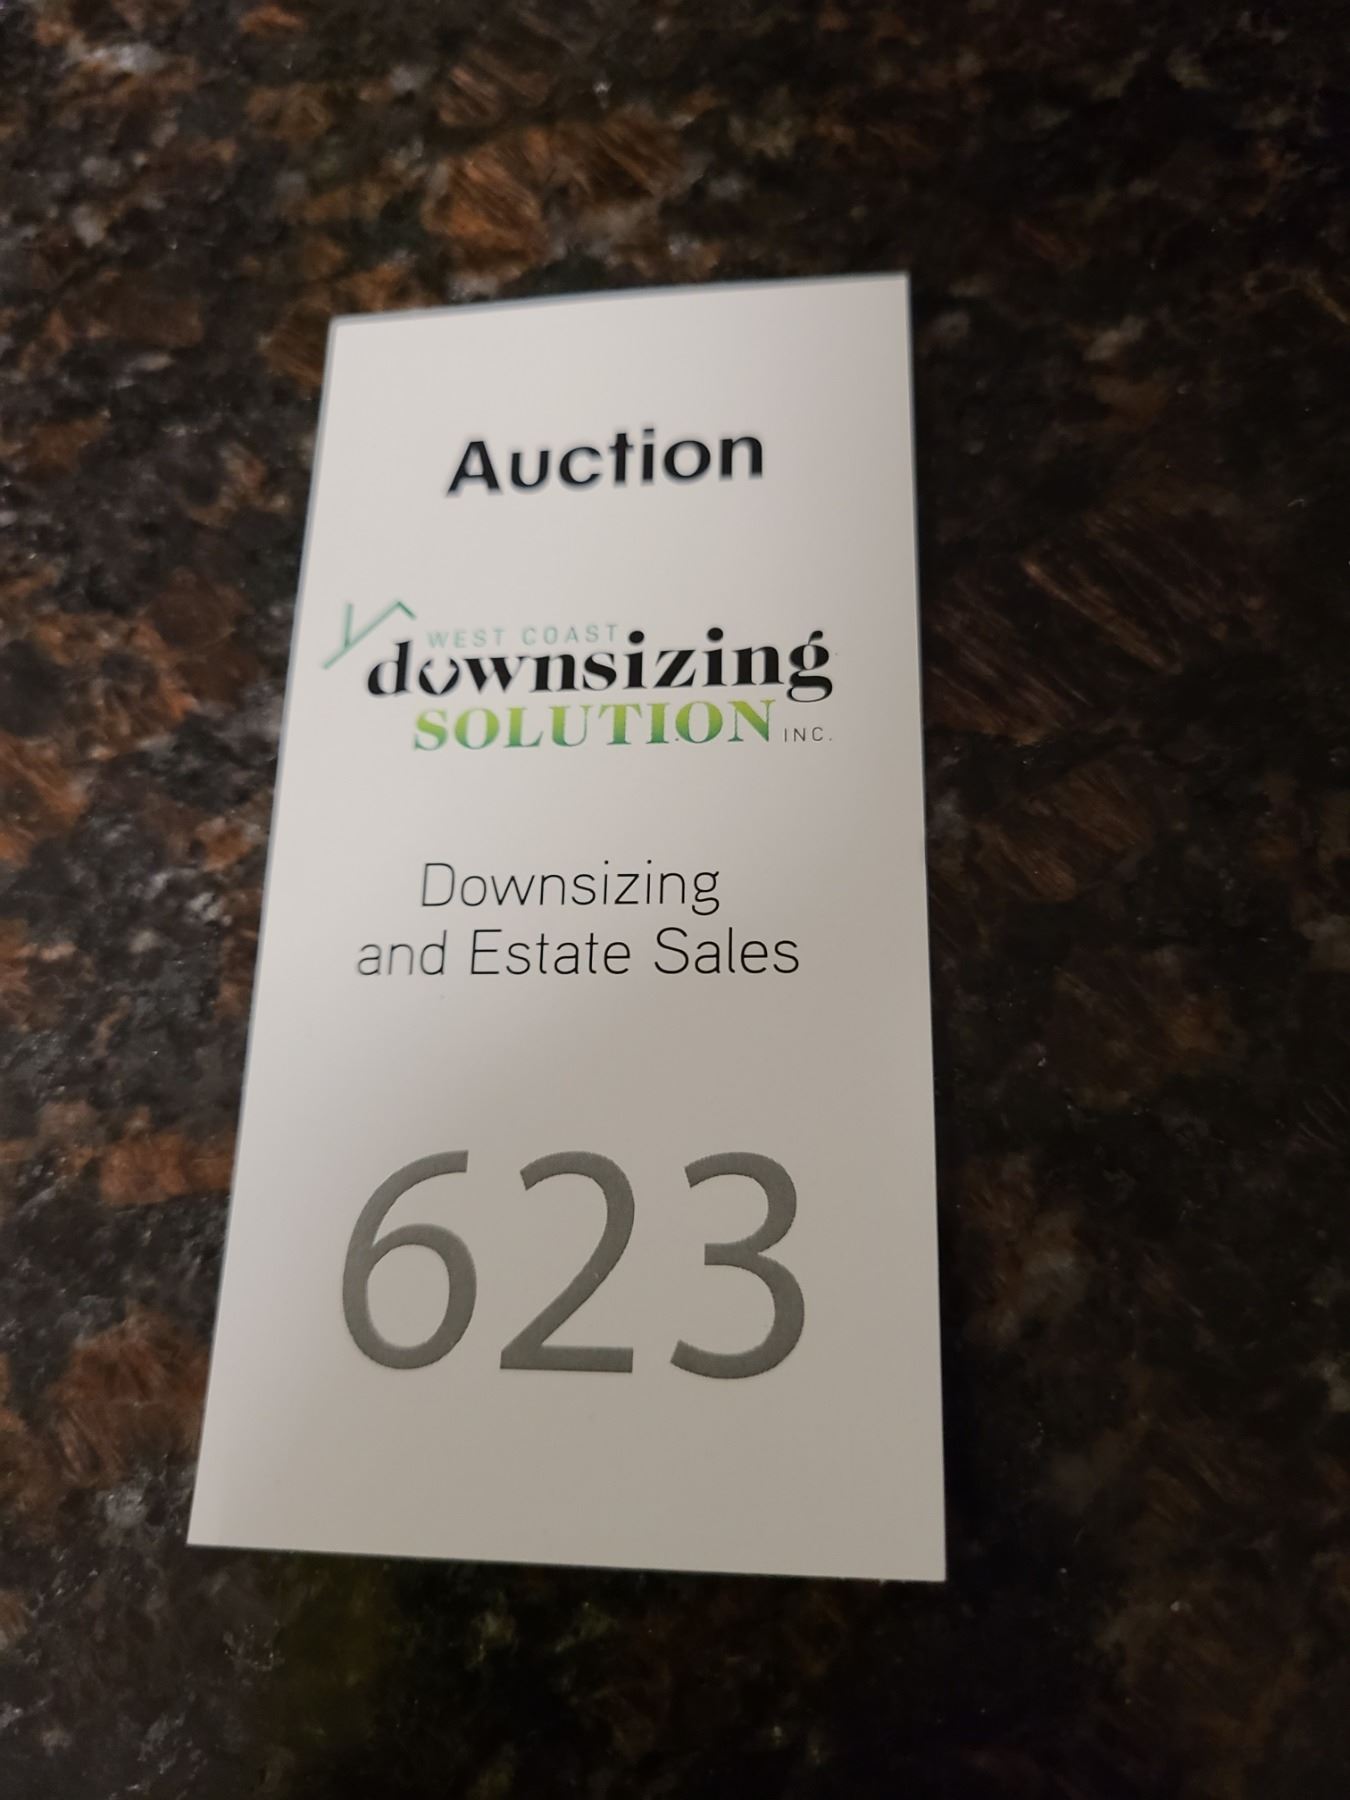 Auction
WEST COAST
downsizing
SOLUTION INC.
Downsizing
and Estate Sales
623